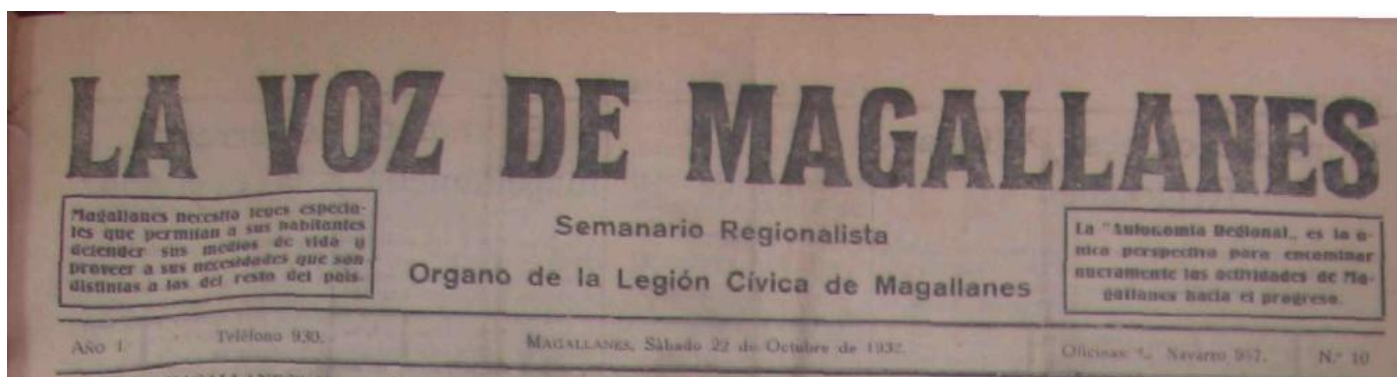 LA VOZ DE MAGALLANES
Magallanes necesita leyes especia-
les que permitan a sus habitantes
defender sus medios de vida y
proveer a sus necesidades que son
distintas a las del resto del país.
Semanario Regionalista
Organo de la Legión Cívica de Magallanes
La "Autonomía Regional,, es la ú-
nica perspectiva para encaminar
nuevamente las actividades de Ma-
gallanes hacia el progreso.
Año I. Teléfono 930. MAGALLANES, Sábado 22 de Octubre de 1932. Oficinas: Navarro N.º 10